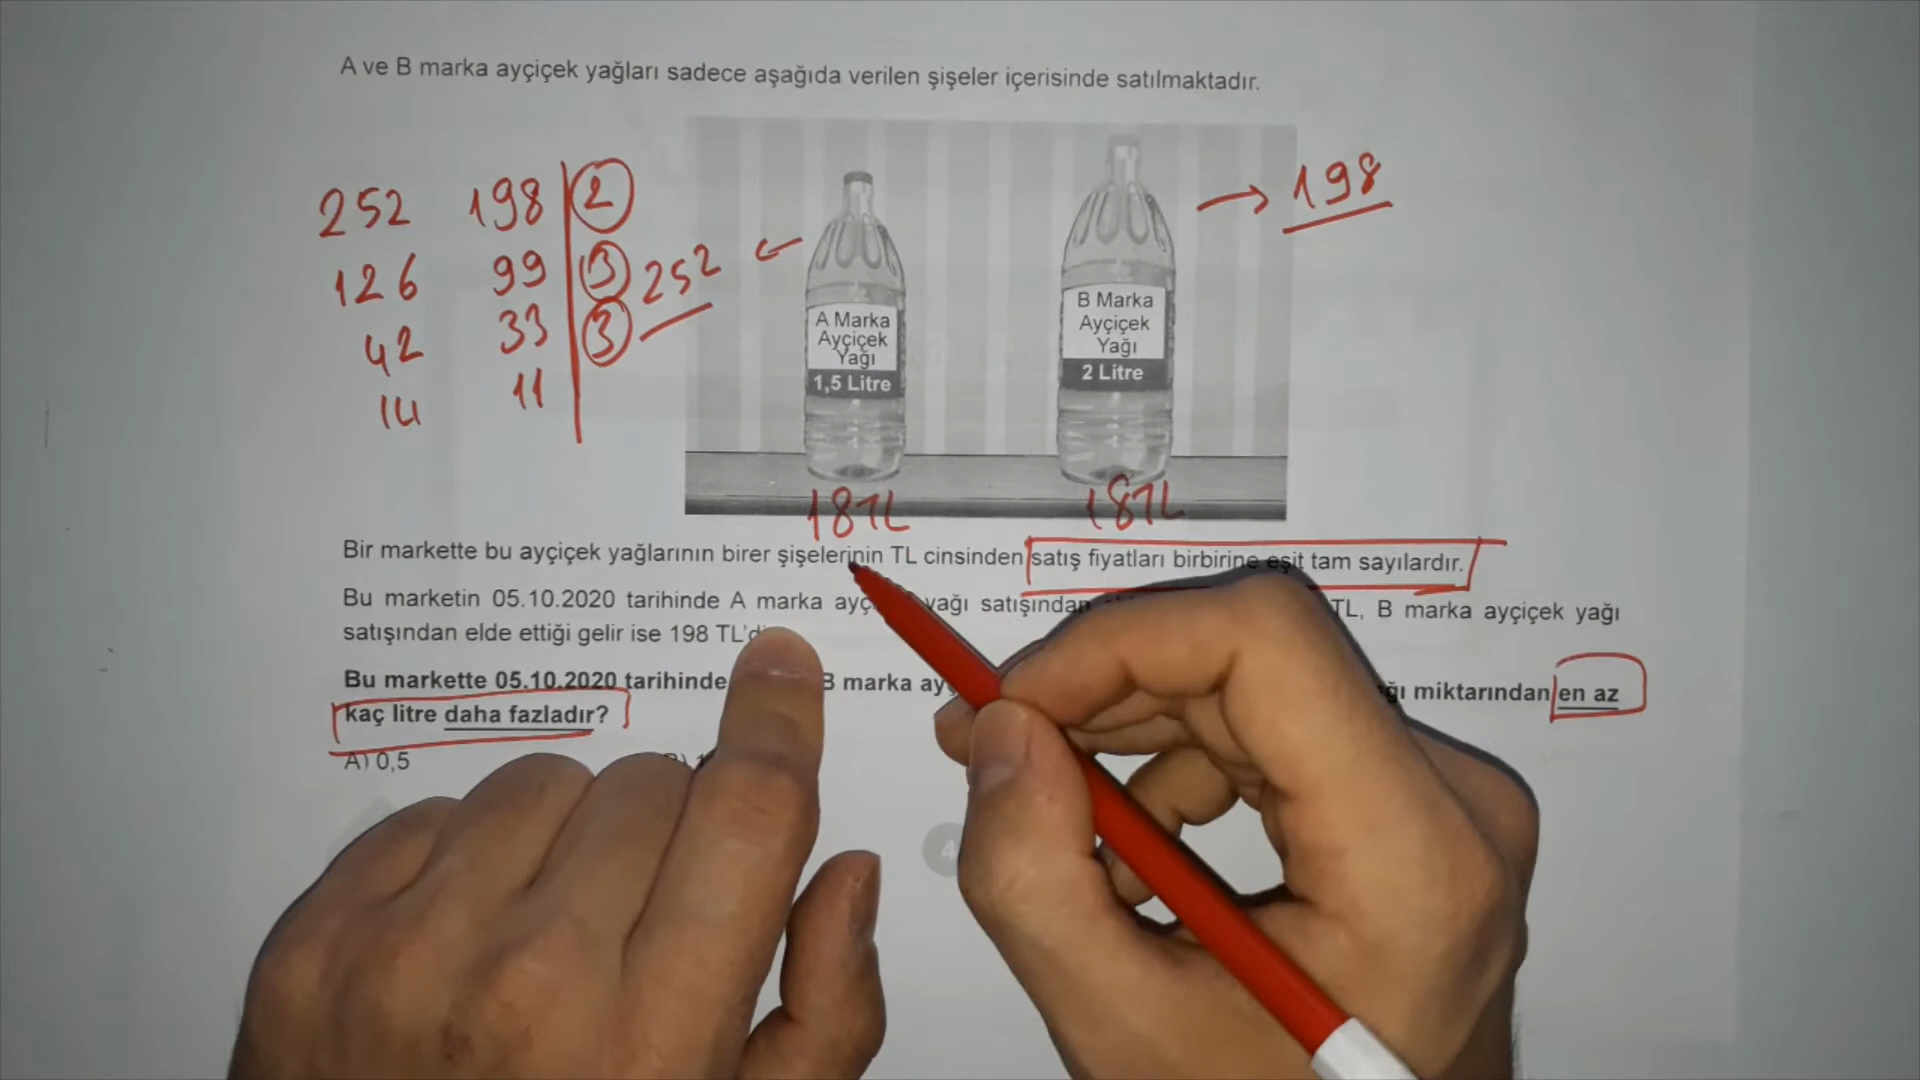 A ve B marka ayçiçek yağları sadece aşağıda verilen şişeler içerisinde satılmaktadır.
252 198 2
126 99 3
42 33 3
14 11
252
198
A Marka
Ayçiçek
Yağı
1,5 Litre
B Marka
Ayçiçek
Yağı
2 Litre
18TL
18TL
Bir markette bu ayçiçek yağlarının birer şişelerinin TL cinsinden satış fiyatları birbirine eşit tam sayılardır.
Bu marketin 05.10.2020 tarihinde A marka yağı satışından TL, B marka ayçiçek yağı
satışından elde ettiği gelir ise 198
Bu markette 05.10.2020 tarihinde B marka miktarından en az
kaç litre daha fazladır?
A) 0,5
4